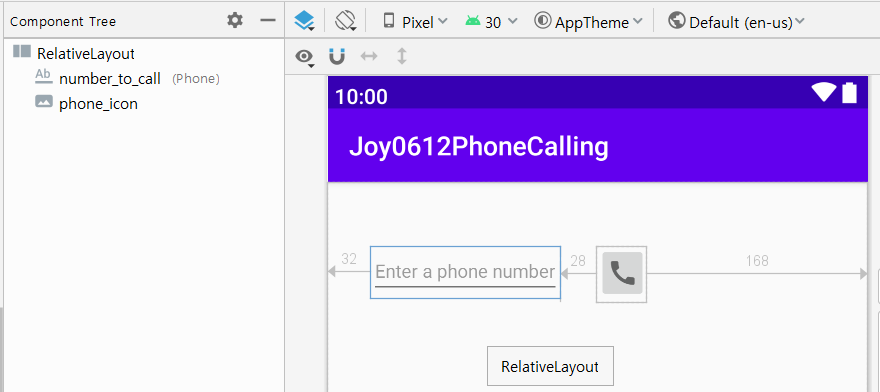 Component Tree
Pixel 30 AppTheme Default (en-us)
RelativeLayout
Ab number_to_call (Phone)
phone_icon
10:00
Joy0612PhoneCalling
32 Enter a phone number 28 168
RelativeLayout